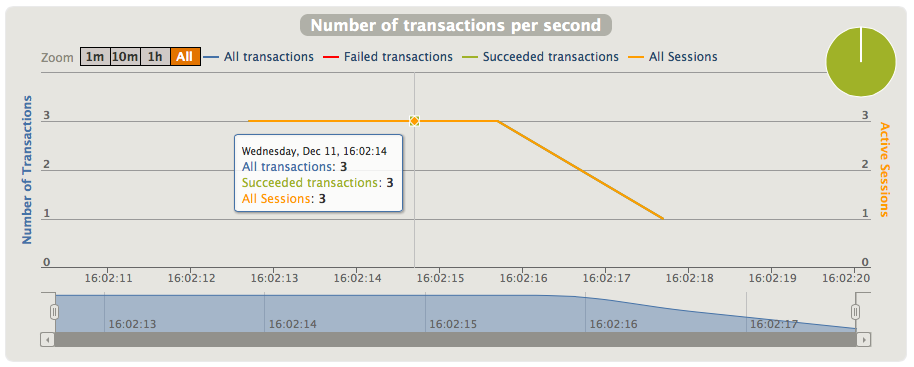 Number of transactions per second
Zoom 1m 10m 1h All All transactions Failed transactions Succeeded transactions All Sessions
Number of Transactions
3
2
1
0
Wednesday, Dec 11, 16:02:14
All transactions: 3
Succeeded transactions: 3
All Sessions: 3
3
2
1
0
Active Sessions
16:02:11 16:02:12 16:02:13 16:02:14 16:02:15 16:02:16 16:02:17 16:02:18 16:02:19 16:02:20
16:02:13 16:02:14 16:02:15 16:02:16 16:02:17